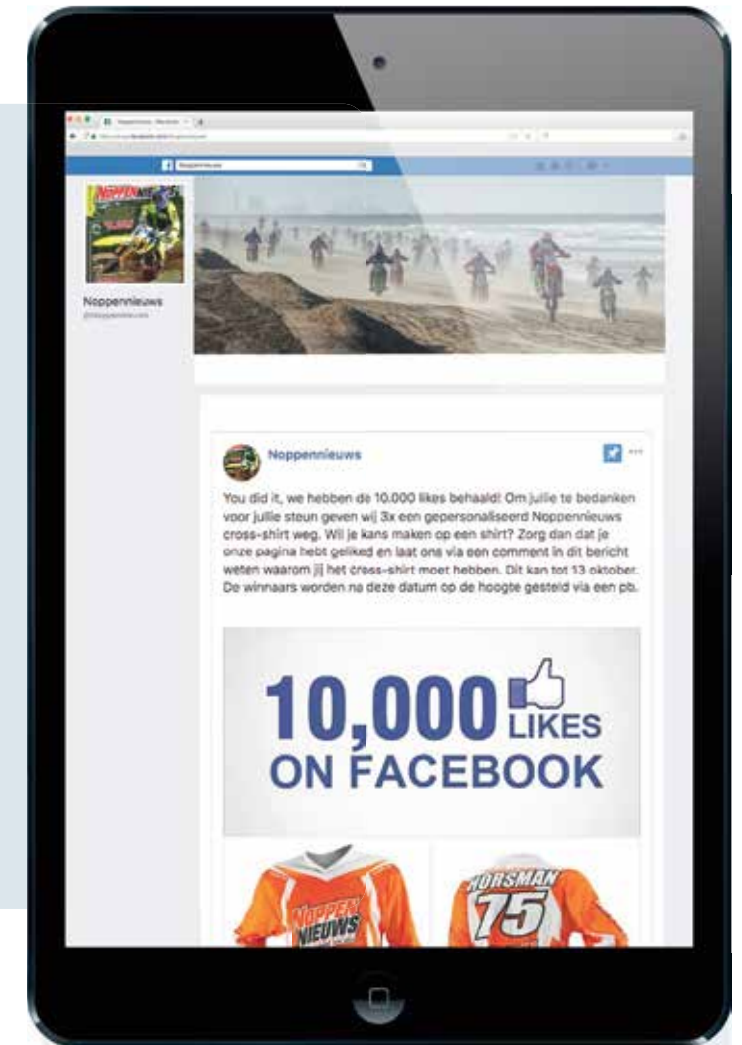 Noppennieuws
NOPPENNIEUWS
Noppennieuws
@Noppennieuws
Noppennieuws
You did it, we hebben de 10.000 likes behaald! Om jullie te bedanken
voor jullie steun geven wij 3x een gepersonaliseerd Noppennieuws
cross-shirt weg. Wil je kans maken op een shirt? Zorg dan dat je
onze pagina hebt geliked en laat ons via een comment in dit bericht
weten waarom jij het cross-shirt moet hebben. Dit kan tot 13 oktober.
De winnaars worden na deze datum op de hoogte gesteld via een pb.
10,000 LIKES
ON FACEBOOK
NOPPEN
NIEUWS
HORSMAN
75